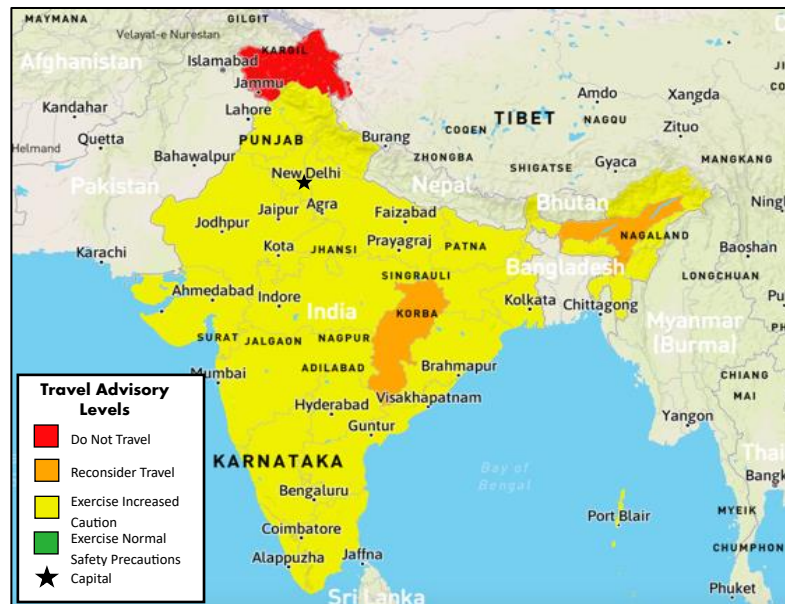 MAYMANA
GILGIT
Velayat-e Nurestan
KARGIL
Afghanistan
Islamabad
Jammu
Kandahar
Lahore
Amdo
Xangda
TIBET
NAGQU
Quetta
PUNJAB
Burang
COQEN
Zituo
Helmand
Bahawalpur
ZHONGBA
SHIGATSE
Gyaca
MANGKANG
New Delhi
Pakistan
Nepal
Bhutan
Jaipur
Agra
Faizabad
Jodhpur
NAGALAND
Kota
JHANSI
Prayagraj
PATNA
Baoshan
Karachi
Bangladesh
SINGRAULI
LONGCHUAN
Ahmedabad
Indore
India
KORBA
Kolkata
Chittagong
Myanmar
(Burma)
SURAT
JALGAON
NAGPUR
ADILABAD
Brahmapur
CHIANG
MAI
Mumbai
Visakhapatnam
Hyderabad
Guntur
Yangon
KARNATAKA
Bay of
Bengal
Bengaluru
Port Blair
MYEIK
Coimbatore
CHUMPHON
Alappuzha
Jaffna
Phuket
Sri Lanka
Travel Advisory
Levels
Do Not Travel
Reconsider Travel
Exercise Increased
Caution
Exercise Normal
Safety Precautions
Capital